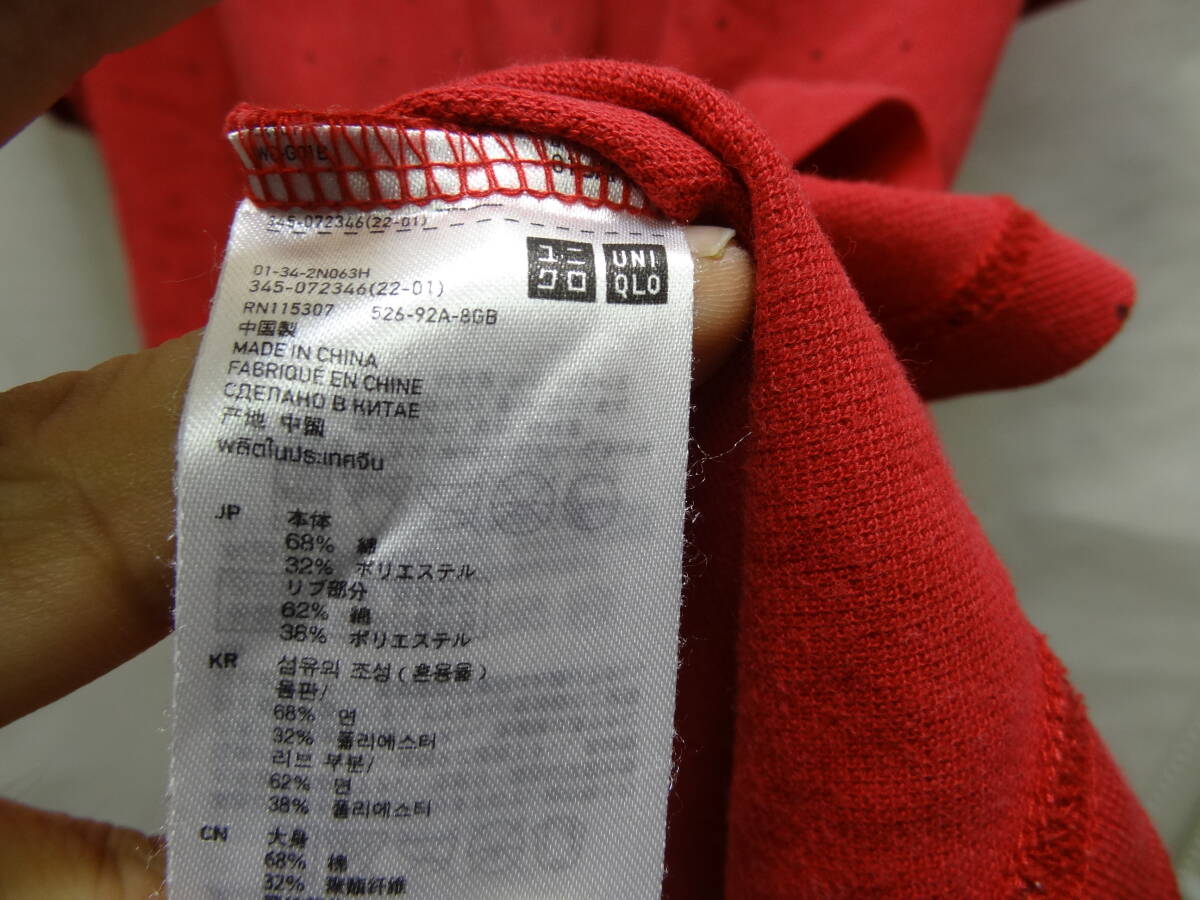 345-072346(22-01)
ユニ
クロ
UNI
QLO
01-34-2N063H
345-072346(22-01)
RN115307 526-92A-8GB
中国製
MADE IN CHINA
FABRIQUE EN CHINE
СДЕЛАНО В КИТАЕ
产地 中国
ผลิตในประเทศจีน
JP 本体
68% 綿
32% ポリエステル
リブ部分
62% 綿
38% ポリエステル
KR 섬유의 조성(혼용율)
몸판/
68% 면
32% 폴리에스터
리브 부분/
62% 면
38% 폴리에스터
CN 大身
68% 棉
32% 聚酯纤维